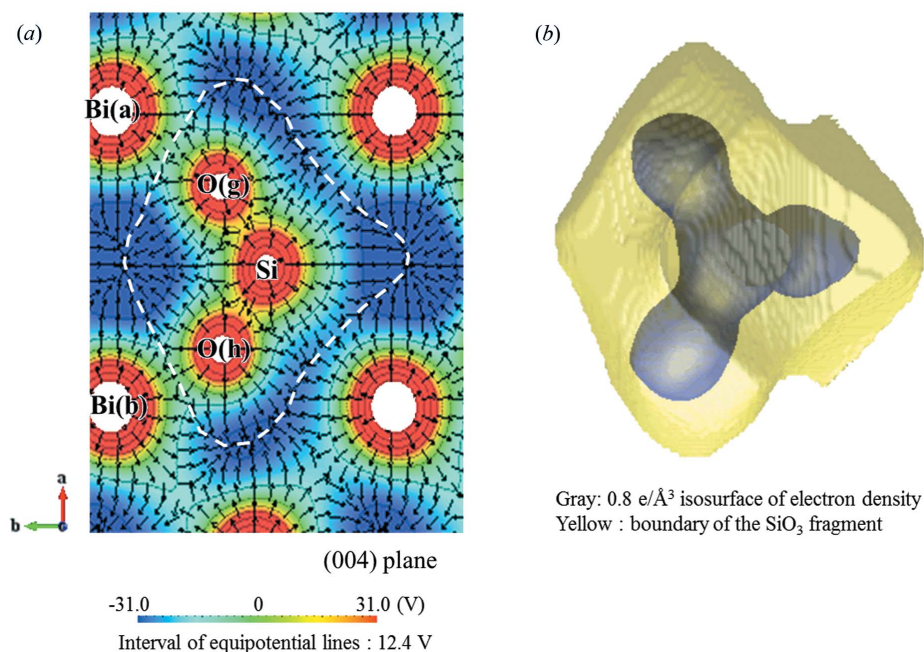 (a)
(b)
Bi(a)
O(g)
Si
O(h)
Bi(b)
a
b
c
Gray: 0.8 e/Å³ isosurface of electron density
Yellow : boundary of the SiO₃ fragment
(004) plane
-31.0 0 31.0 (V)
Interval of equipotential lines : 12.4 V